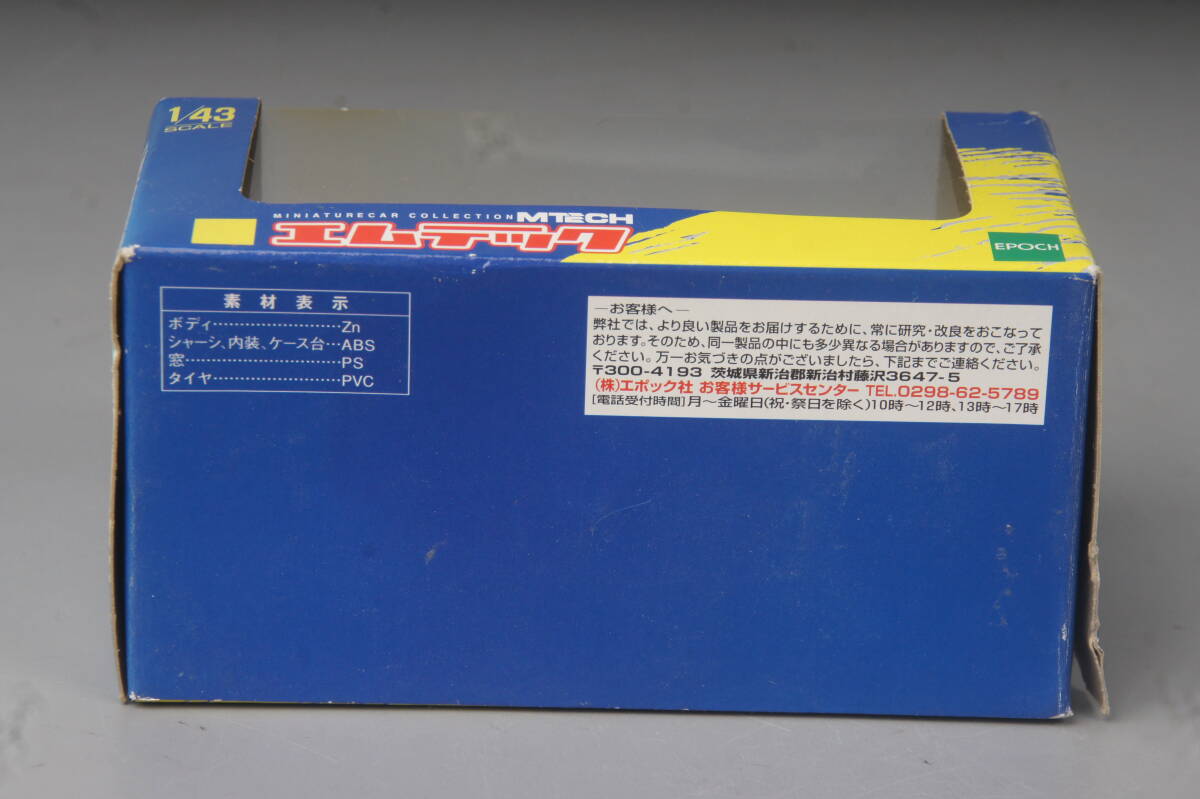 1/43
SCALE
MINIATURECAR COLLECTION MTECH
エムテック
EPOCH
素材表示
ボディ……………………Zn
シャーシ、内装、ケース台…ABS
窓…………………………PS
タイヤ……………………PVC
―お客様へ―
弊社では、より良い製品をお届けするために、常に研究・改良をおこなって
おります。そのため、同一製品の中にも多少異なる場合がありますので、ご了承
ください。万一お気づきの点がございましたら、下記までご連絡ください。
〒300-4193 茨城県新治郡新治村藤沢3647-5
(株)エポック社 お客様サービスセンター TEL.0298-62-5789
[電話受付時間]月〜金曜日(祝・祭日を除く)10時〜12時、13時〜17時